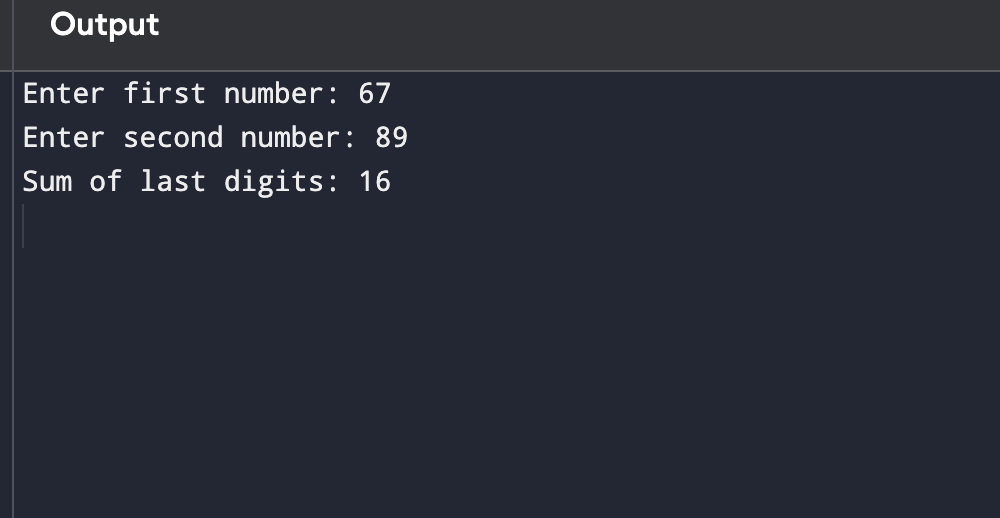 Output
Enter first number: 67
Enter second number: 89
Sum of last digits: 16